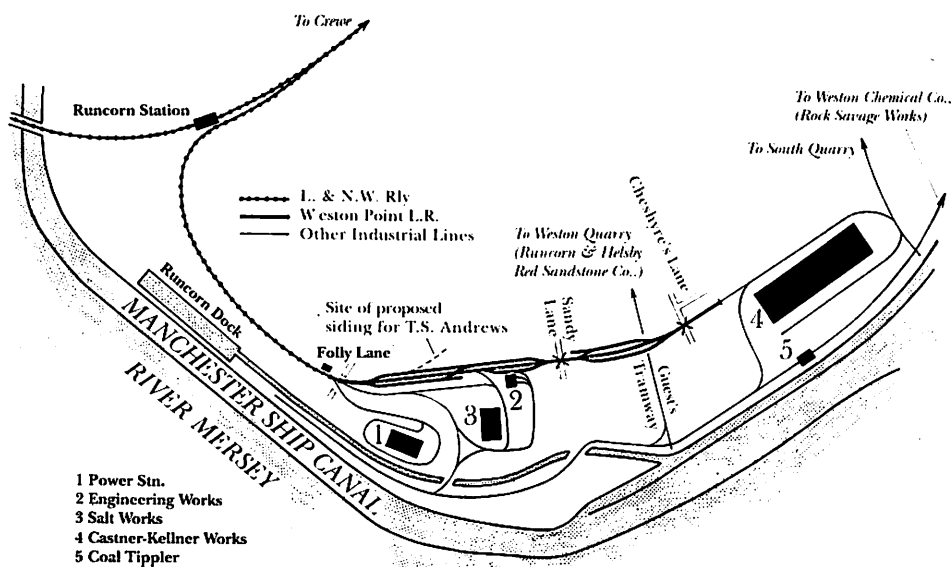 To Crewe
Runcorn Station
To Weston Chemical Co..
(Rock Savage Works)
To South Quarry
L. & N.W. Rly
Weston Point L.R.
Other Industrial Lines
To Weston Quarry
(Runcorn & Helsby
Red Sandstone Co..)
Cheshyre's Lane
Runcorn Dock
Site of proposed
siding for T.S. Andrews
Sandy
Lane
Folly Lane
Guest's
Tramway
MANCHESTER SHIP CANAL
RIVER MERSEY
1
2
3
4
5
1 Power Stn.
2 Engineering Works
3 Salt Works
4 Castner-Kellner Works
5 Coal Tippler